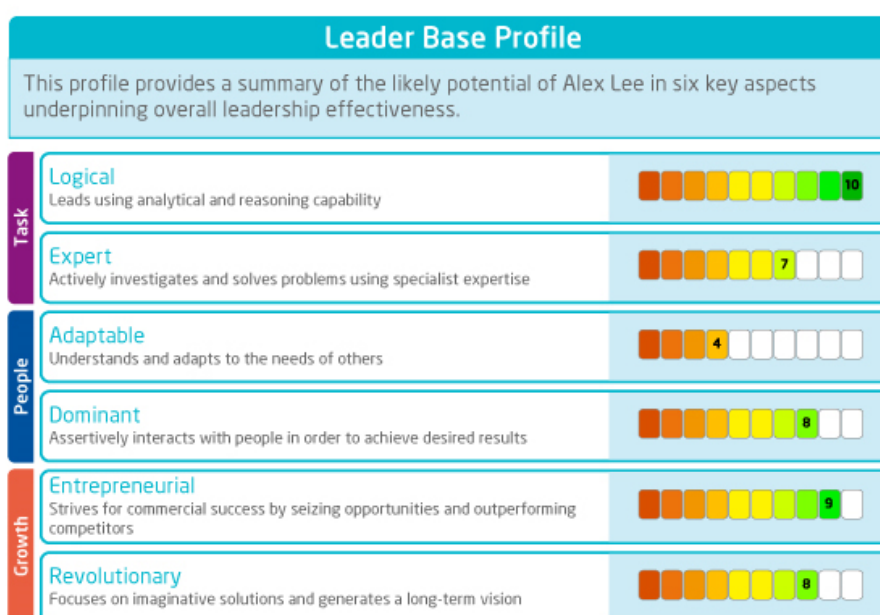 Leader Base Profile
This profile provides a summary of the likely potential of Alex Lee in six key aspects
underpinning overall leadership effectiveness.
Task
Logical
Leads using analytical and reasoning capability
10
Expert
Actively investigates and solves problems using specialist expertise
7
People
Adaptable
Understands and adapts to the needs of others
4
Dominant
Assertively interacts with people in order to achieve desired results
8
Growth
Entrepreneurial
Strives for commercial success by seizing opportunities and outperforming
competitors
9
Revolutionary
Focuses on imaginative solutions and generates a long-term vision
8